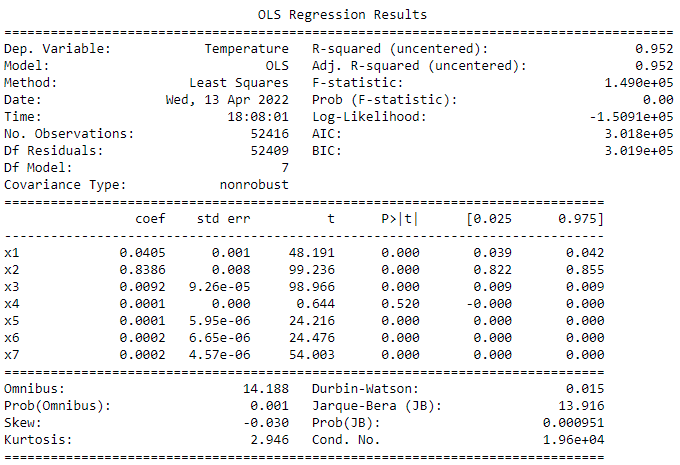 OLS Regression Results
==============================================================================
Dep. Variable: Temperature R-squared (uncentered): 0.952
Model: OLS Adj. R-squared (uncentered): 0.952
Method: Least Squares F-statistic: 1.490e+05
Date: Wed, 13 Apr 2022 Prob (F-statistic): 0.00
Time: 18:08:01 Log-Likelihood: -1.5091e+05
No. Observations: 52416 AIC: 3.018e+05
Df Residuals: 52409 BIC: 3.019e+05
Df Model: 7
Covariance Type: nonrobust
==============================================================================
coef std err t P>|t| [0.025 0.975]
------------------------------------------------------------------------------
x1 0.0405 0.001 48.191 0.000 0.039 0.042
x2 0.8386 0.008 99.236 0.000 0.822 0.855
x3 0.0092 9.26e-05 98.966 0.000 0.009 0.009
x4 0.0001 0.000 0.644 0.520 -0.000 0.000
x5 0.0001 5.95e-06 24.216 0.000 0.000 0.000
x6 0.0002 6.65e-06 24.476 0.000 0.000 0.000
x7 0.0002 4.57e-06 54.003 0.000 0.000 0.000
==============================================================================
Omnibus: 14.188 Durbin-Watson: 0.015
Prob(Omnibus): 0.001 Jarque-Bera (JB): 13.916
Skew: -0.030 Prob(JB): 0.000951
Kurtosis: 2.946 Cond. No. 1.96e+04
==============================================================================